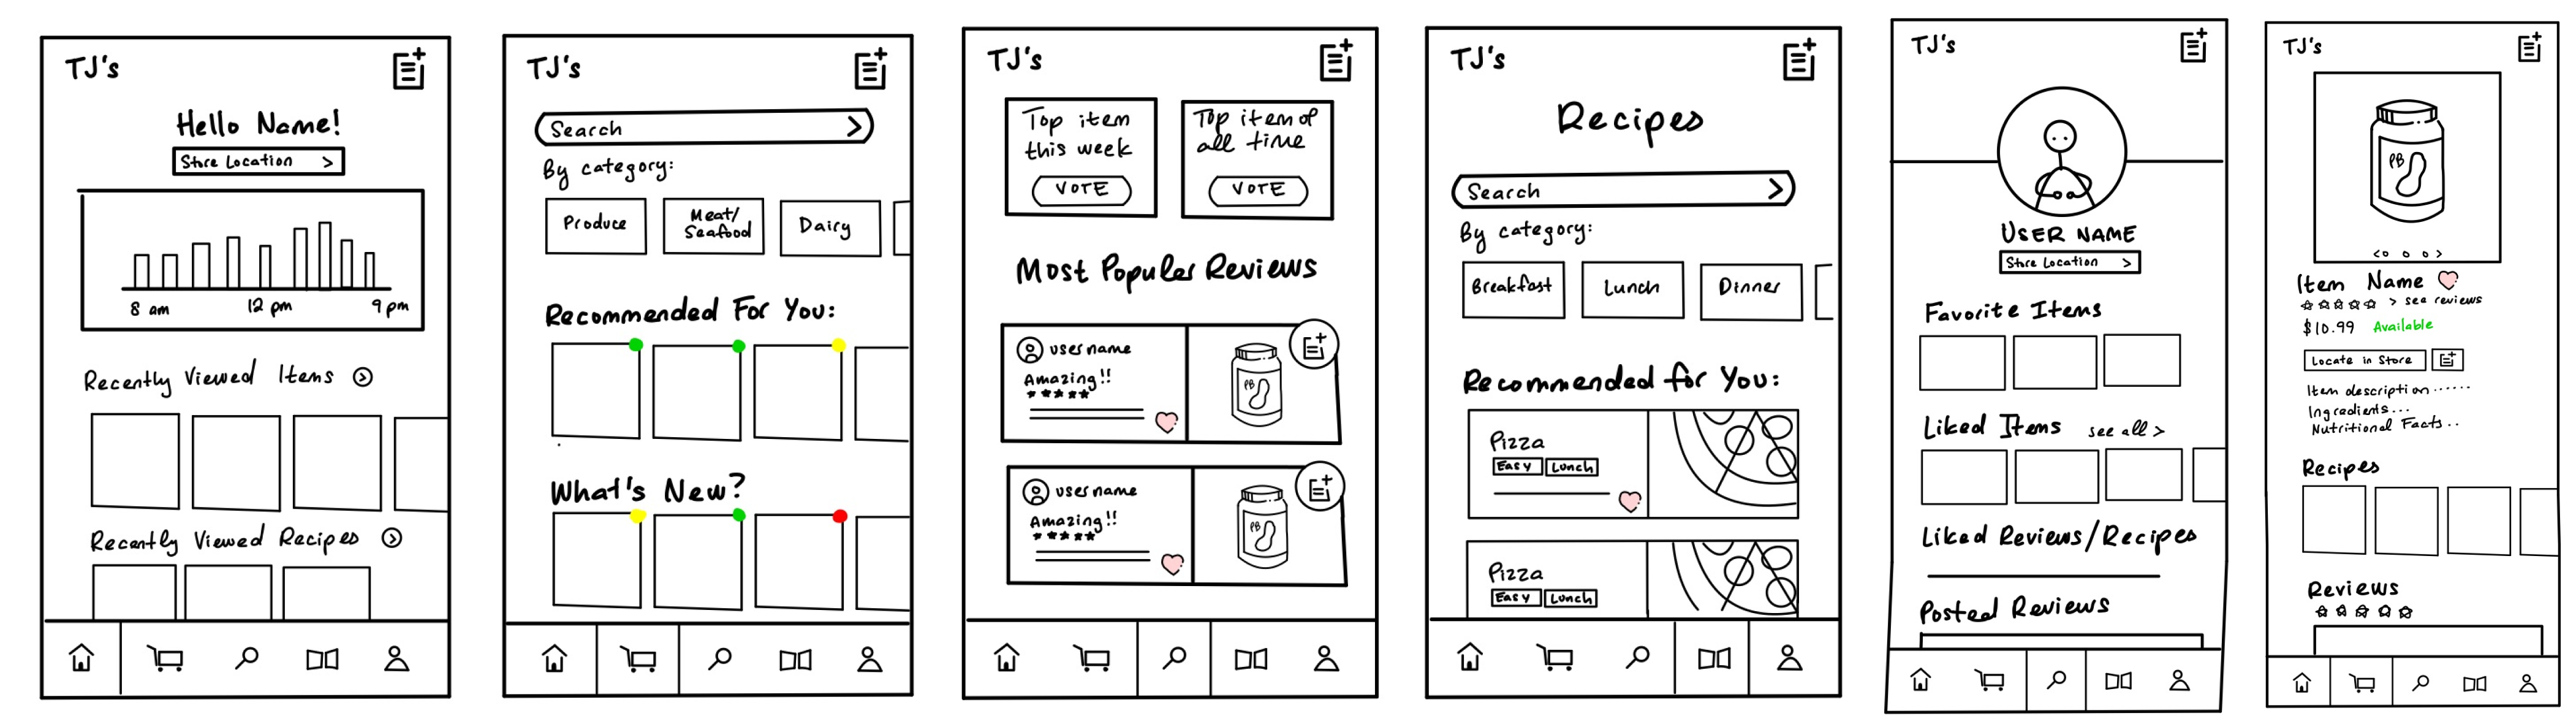 TJ's
Hello Name!
Store Location >
8 am 12 pm 9 pm
Recently Viewed Items
Recently Viewed Recipes
TJ's
Search
By category:
Produce
Meat/
Seafood
Dairy
Recommended For You:
What's New?
TJ's
Top item
this week
VOTE
Top item of
all time
VOTE
Most Popular Reviews
username
Amazing!!
PB
username
Amazing!!
PB
TJ's
Recipes
Search
By category:
Breakfast
Lunch
Dinner
Recommended for You:
Pizza
Easy Lunch
Pizza
Easy Lunch
TJ's
USER NAME
Store Location >
Favorite Items
Liked Items see all >
Liked Reviews/Recipes
Posted Reviews
TJ's
PB
Item Name
> see reviews
$10.99 Available
Locate in Store
Item description......
Ingredients...
Nutritional Facts..
Recipes
Reviews